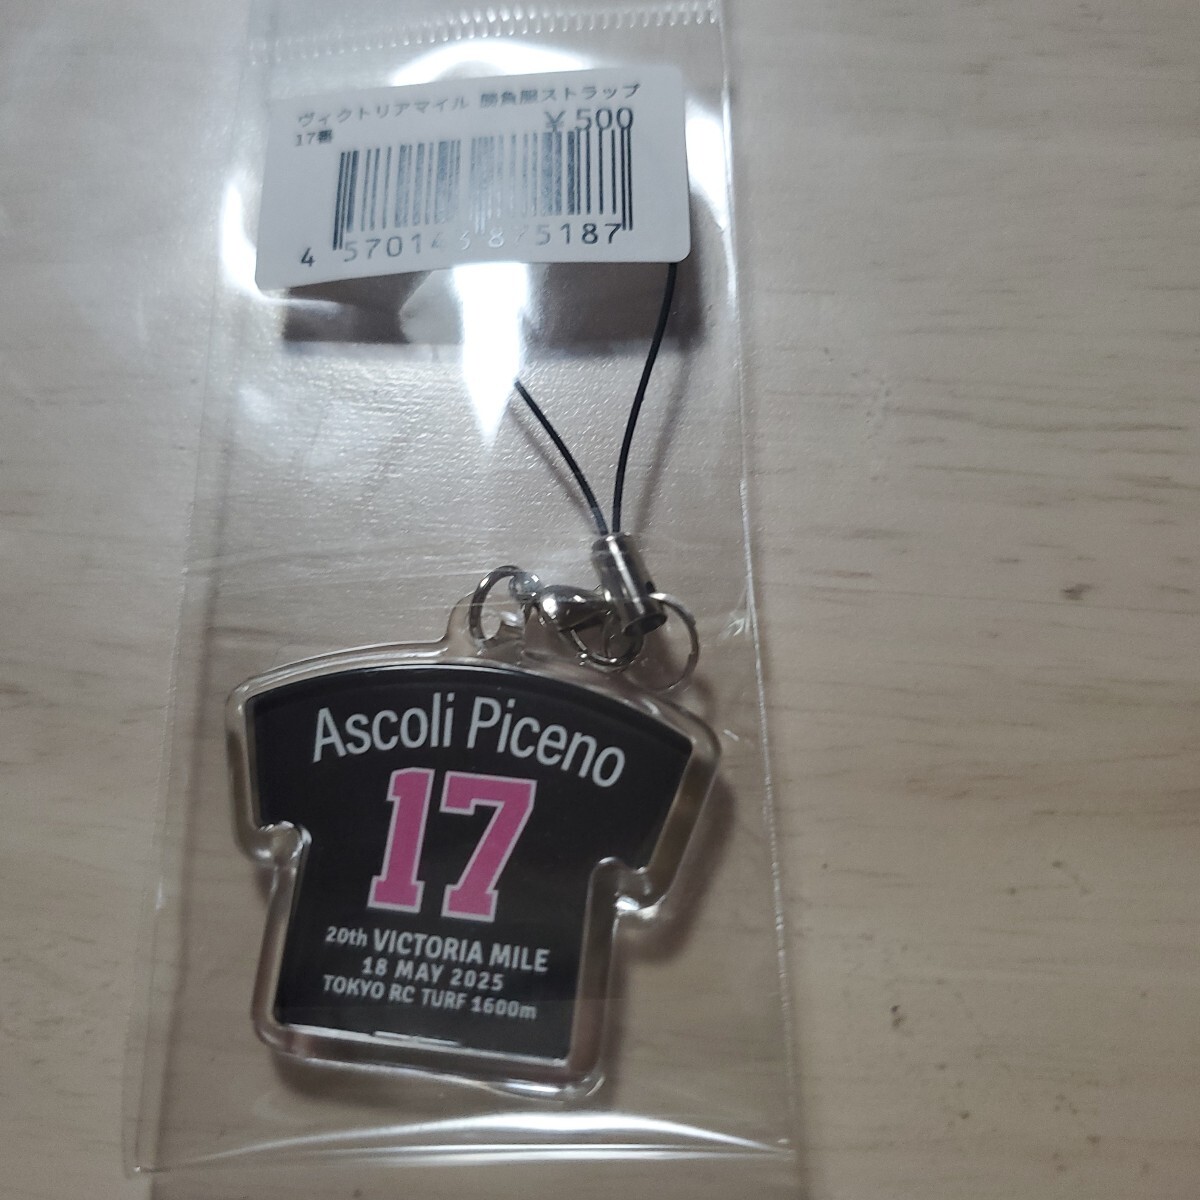 ヴィクトリアマイル 勝負服ストラップ
17番
¥500
4 570143 875187
Ascoli Piceno
17
20th VICTORIA MILE
18 MAY 2025
TOKYO RC TURF 1600m